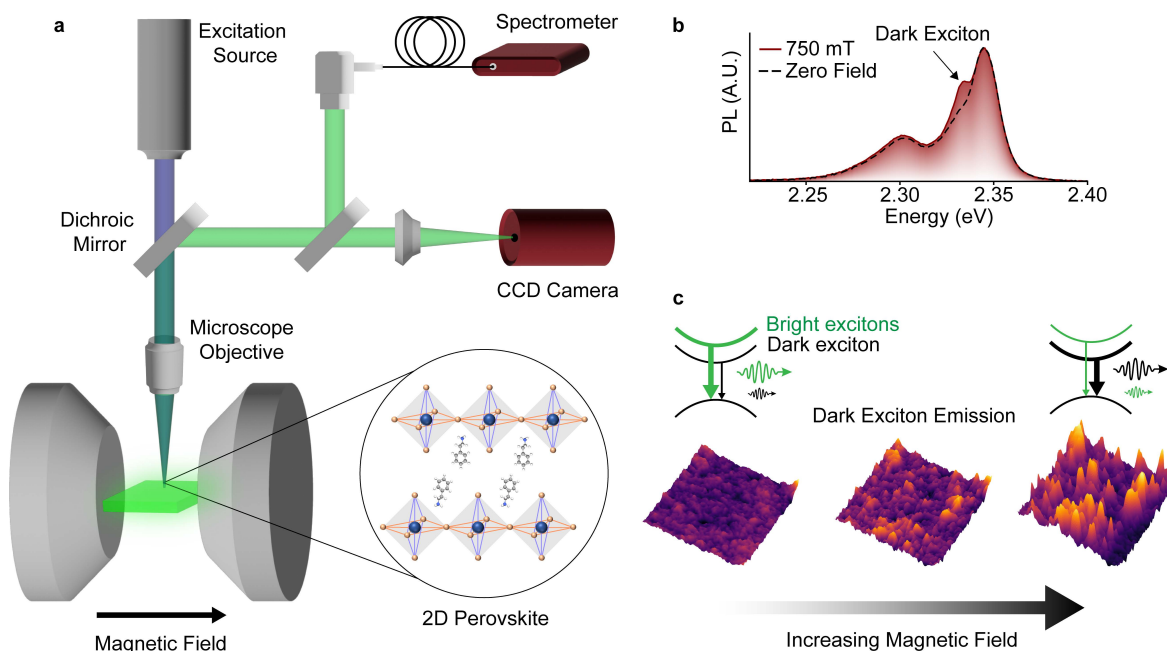 a
Excitation
Source
Spectrometer
Dichroic
Mirror
CCD Camera
Microscope
Objective
2D Perovskite
Magnetic Field
b
Dark Exciton
750 mT
Zero Field
PL (A.U.)
2.25
2.30
2.35
2.40
Energy (eV)
c
Bright excitons
Dark exciton
Dark Exciton Emission
Increasing Magnetic Field